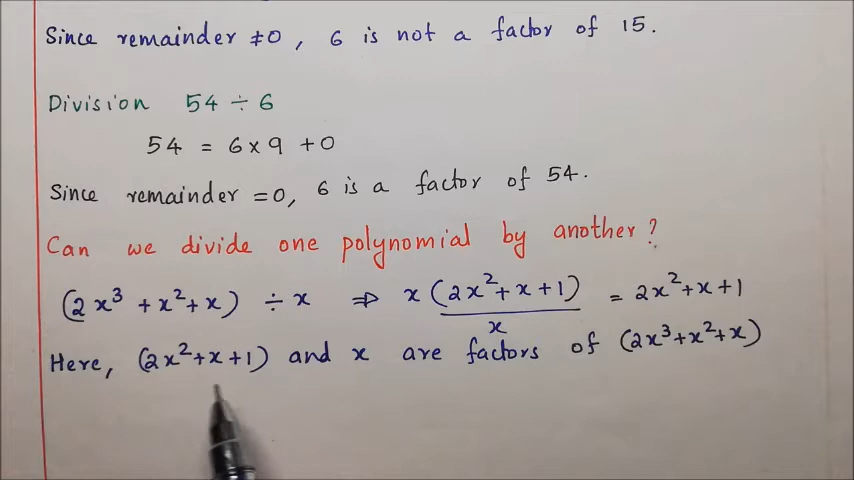 Since remainder ≠0, 6 is not a factor of 15.
Division 54 ÷ 6
54 = 6×9 +0
Since remainder =0, 6 is a factor of 54.
Can we divide one polynomial by another?
(2x³ + x² + x) ÷ x ⇒ x(2x² + x + 1)/x = 2x² + x + 1
Here, (2x² + x + 1) and x are factors of (2x³ + x² + x)